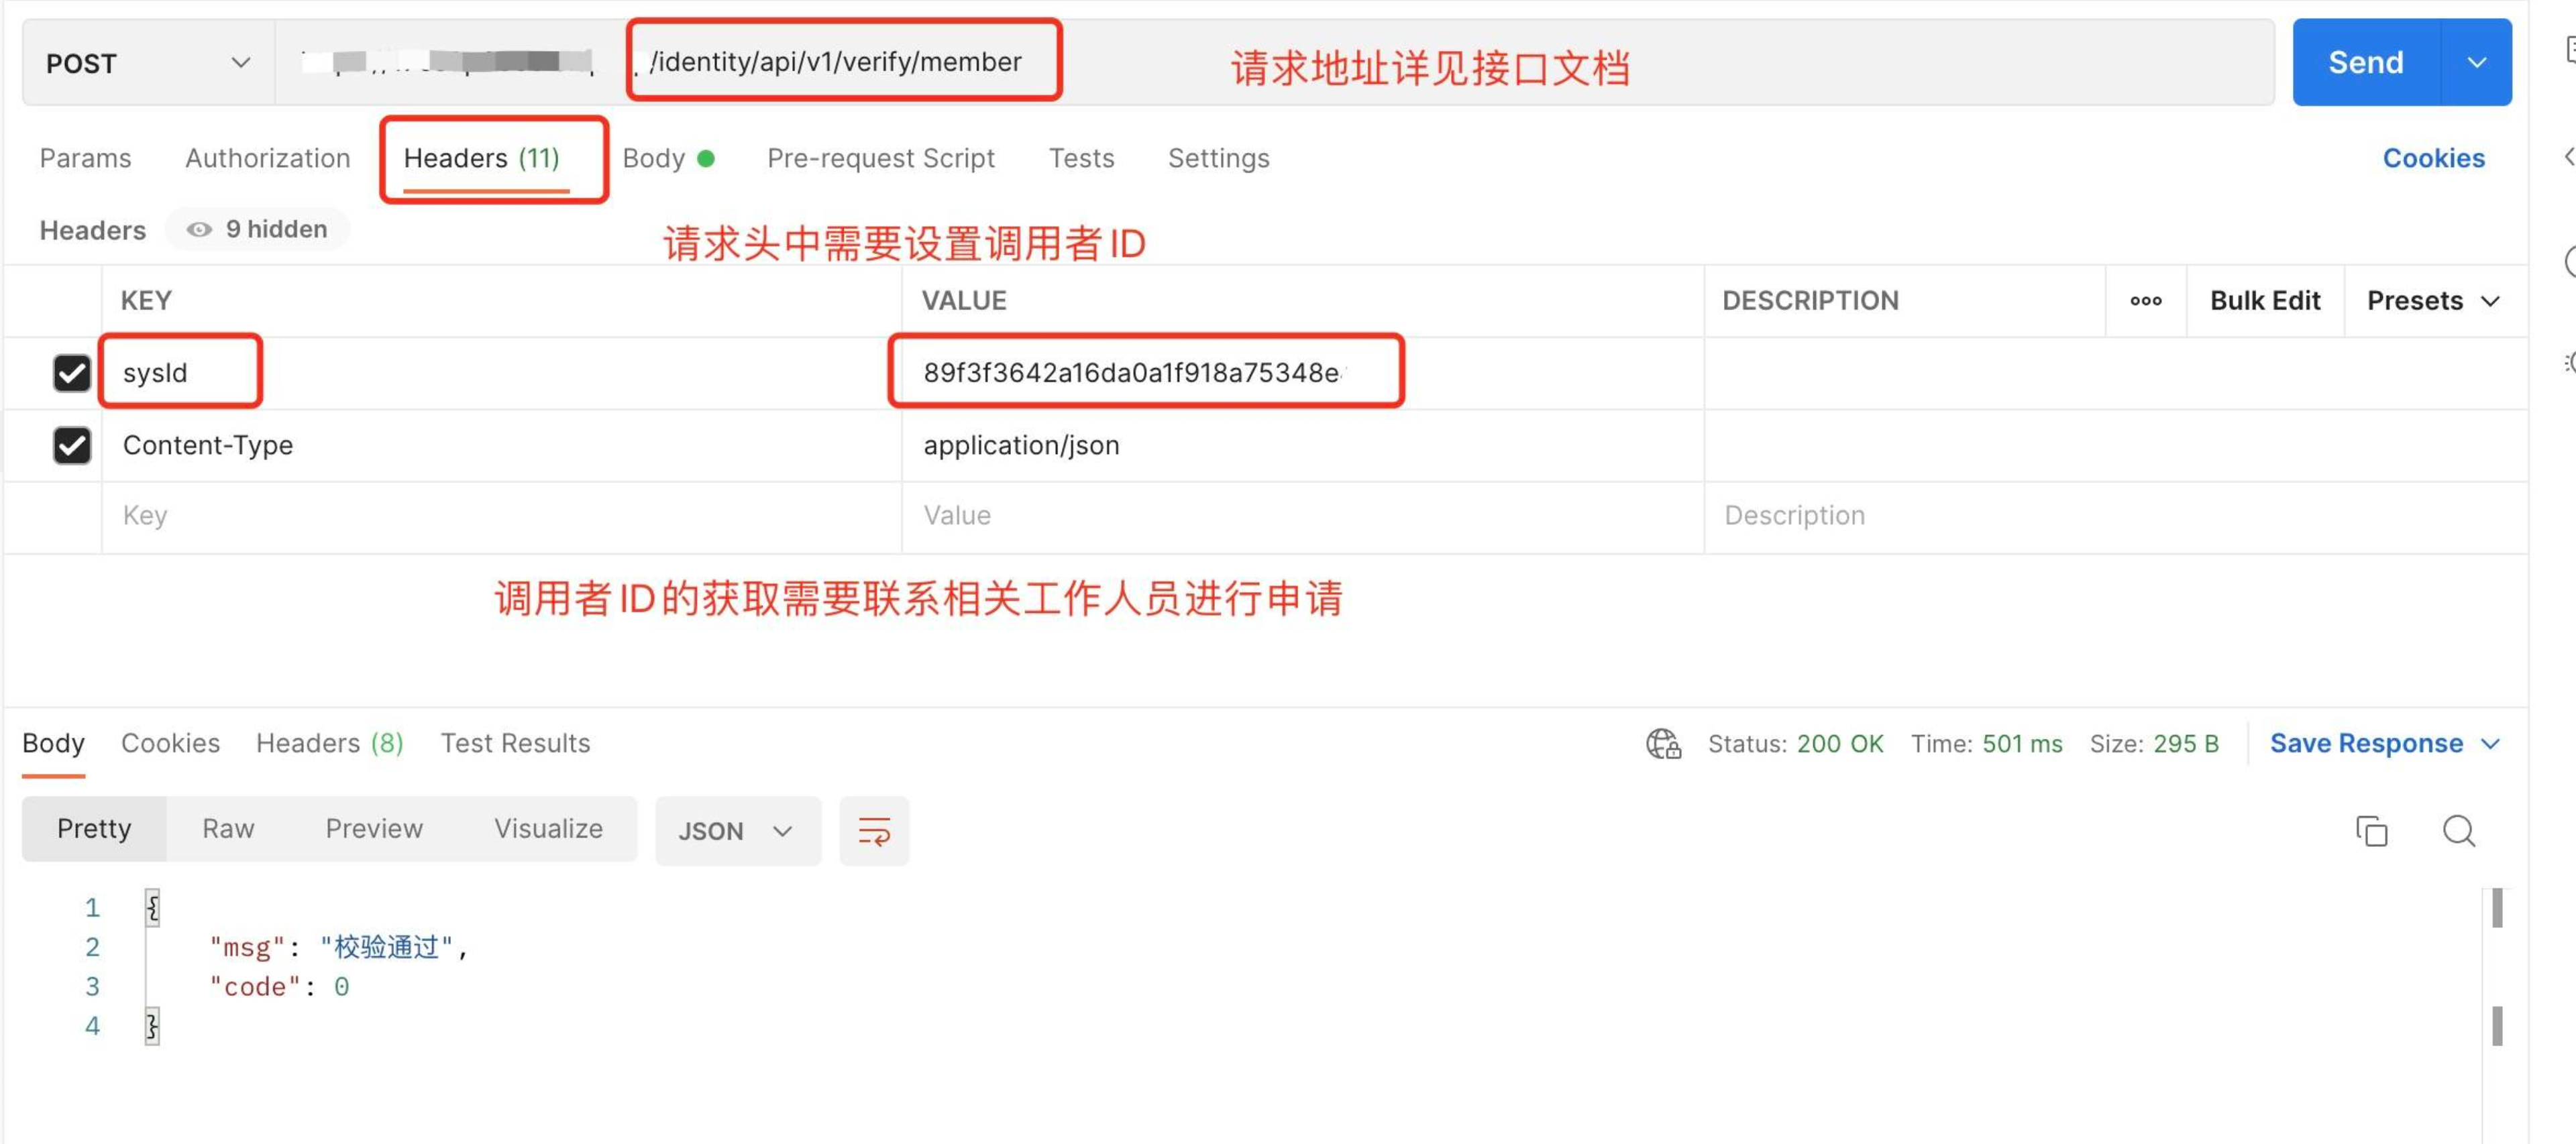 POST
/identity/api/v1/verify/member
请求地址详见接口文档
Send
Params Authorization Headers (11) Body Pre-request Script Tests Settings Cookies
Headers 9 hidden
请求头中需要设置调用者ID
KEY VALUE DESCRIPTION ooo Bulk Edit Presets
sysId 89f3f3642a16da0a1f918a75348e
Content-Type application/json
Key Value Description
调用者ID的获取需要联系相关工作人员进行申请
Body Cookies Headers (8) Test Results Status: 200 OK Time: 501 ms Size: 295 B Save Response
Pretty Raw Preview Visualize JSON
1 {
2 "msg": "校验通过",
3 "code": 0
4 }